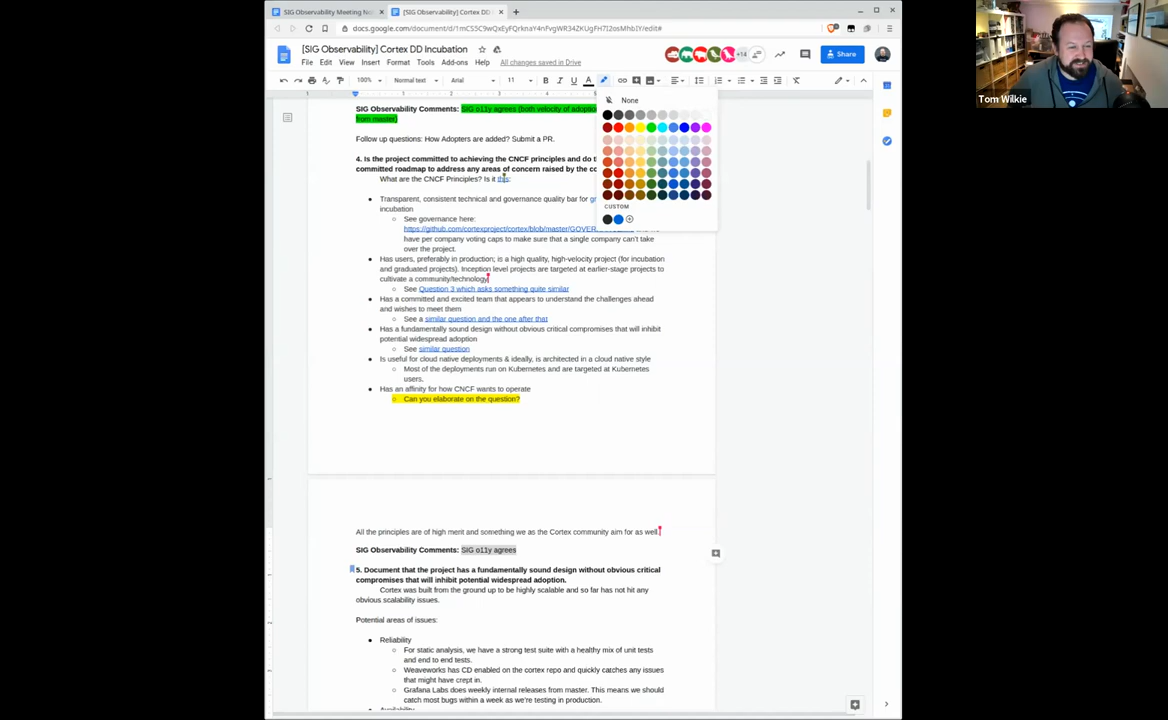 SIG Observability Meeting No
[SIG Observability] Cortex DD
docs.google.com
[SIG Observability] Cortex DD Incubation
File Edit View Insert Format Tools Add-ons Help All changes saved in Drive
+14
Share
100% Normal text Arial 11
None
CUSTOM
SIG Observability Comments: SIG o11y agrees (both velocity of
from master)
Follow up questions: How Adopters are added? Submit a PR.
4. Is the project committed to achieving the CNCF principles and do
committed roadmap to address any areas of concern raised by the
What are the CNCF Principles? Is it this:
Transparent, consistent technical and governance quality bar for
incubation
See governance here:
https://github.com/cortexproject/cortex/blob/master/
have per company voting caps to make sure that a single company can't take
over the project.
Has users, preferably in production; is a high quality, high-velocity project (for incubation
and graduated projects). Inception level projects are targeted at earlier-stage projects to
cultivate a community/technology
See Question 3 which asks something quite similar
Has a committed and excited team that appears to understand the challenges ahead
and wishes to meet them
See a similar question and the one after that
Has a fundamentally sound design without obvious critical compromises that will inhibit
potential widespread adoption
See similar question
Is useful for cloud native deployments & ideally, is architected in a cloud native style
Most of the deployments run on Kubernetes and are targeted at Kubernetes
users.
Has an affinity for how CNCF wants to operate
Can you elaborate on the question?
All the principles are of high merit and something we as the Cortex community aim for as well.
SIG Observability Comments: SIG o11y agrees
5. Document that the project has a fundamentally sound design without obvious critical
compromises that will inhibit potential widespread adoption.
Cortex was built from the ground up to be highly scalable and so far has not hit any
obvious scalability issues.
Potential areas of issues:
Reliability
For static analysis, we have a strong test suite with a healthy mix of unit tests
and end to end tests.
Weaveworks has CD enabled on the cortex repo and quickly catches any issues
that might have crept in.
Grafana Labs does weekly internal releases from master. This means we should
catch most bugs within a week as we're testing in production.
Tom Wilkie